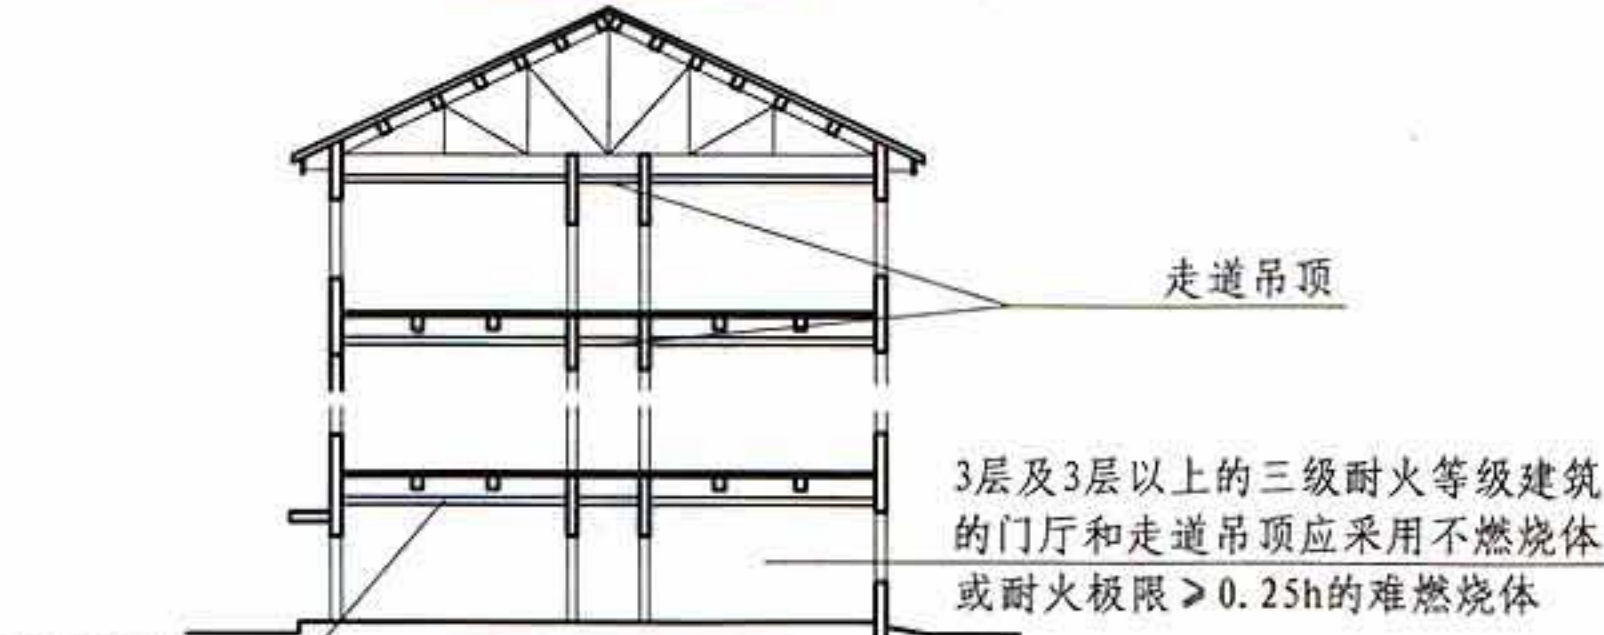 走道吊顶
3层及3层以上的三级耐火等级建筑
的门厅和走道吊顶应采用不燃烧体
或耐火极限≥0.25h的难燃烧体